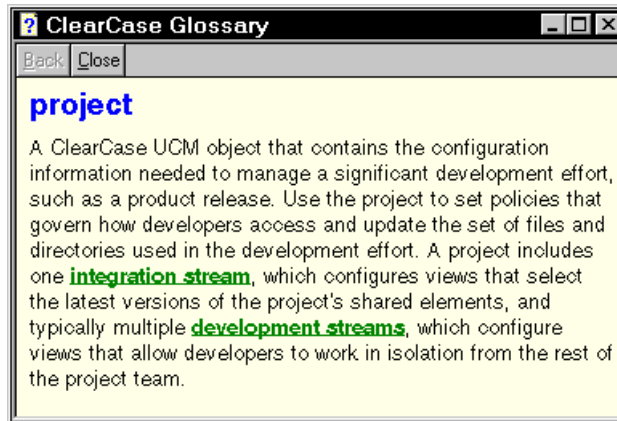 ClearCase Glossary
Back Close
project
A ClearCase UCM object that contains the configuration
information needed to manage a significant development effort,
such as a product release. Use the project to set policies that
govern how developers access and update the set of files and
directories used in the development effort. A project includes
one integration stream, which configures views that select
the latest versions of the project's shared elements, and
typically multiple development streams, which configure
views that allow developers to work in isolation from the rest of
the project team.